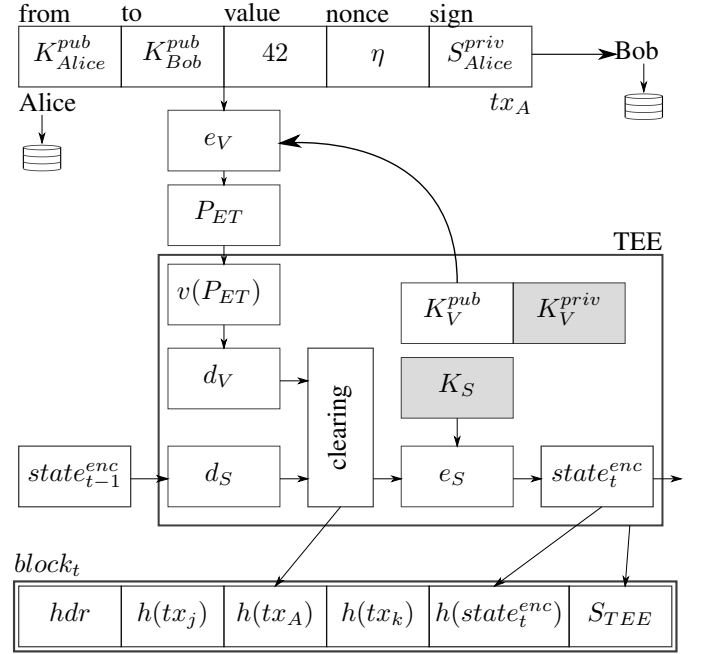 from to value nonce sign
K_{Alice}^{pub} K_{Bob}^{pub} 42 η S_{Alice}^{priv} Bob
Alice tx_A
e_V
P_{ET}
TEE
v(P_{ET}) K_V^{pub} K_V^{priv}
d_V K_S
clearing
state_{t-1}^{enc} d_S e_S state_t^{enc}
block_t
hdr h(tx_j) h(tx_A) h(tx_k) h(state_t^{enc}) S_{TEE}